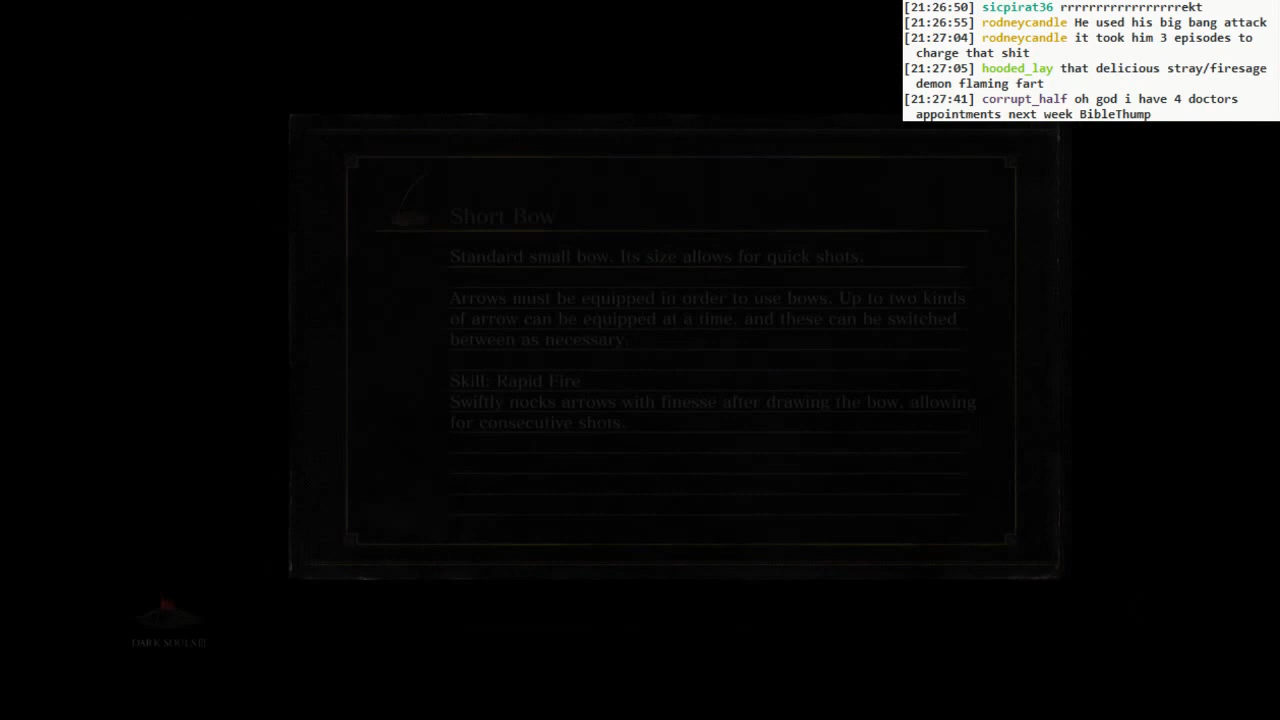 [21:26:50] sicpirat36 rrrrrrrrrrrrrrrrrekt
[21:26:55] rodneycandle He used his big bang attack
[21:27:04] rodneycandle it took him 3 episodes to
charge that shit
[21:27:05] hooded_lay that delicious stray/firesage
demon flaming fart
[21:27:41] corrupt_half oh god i have 4 doctors
appointments next week BibleThump
Short Bow
Standard small bow. Its size allows for quick shots.
Arrows must be equipped in order to use bows. Up to two kinds
of arrow can be equipped at a time, and these can be switched
between as necessary.
Skill: Rapid Fire
Swiftly nocks arrows with finesse after drawing the bow, allowing
for consecutive shots.
DARK SOULS III